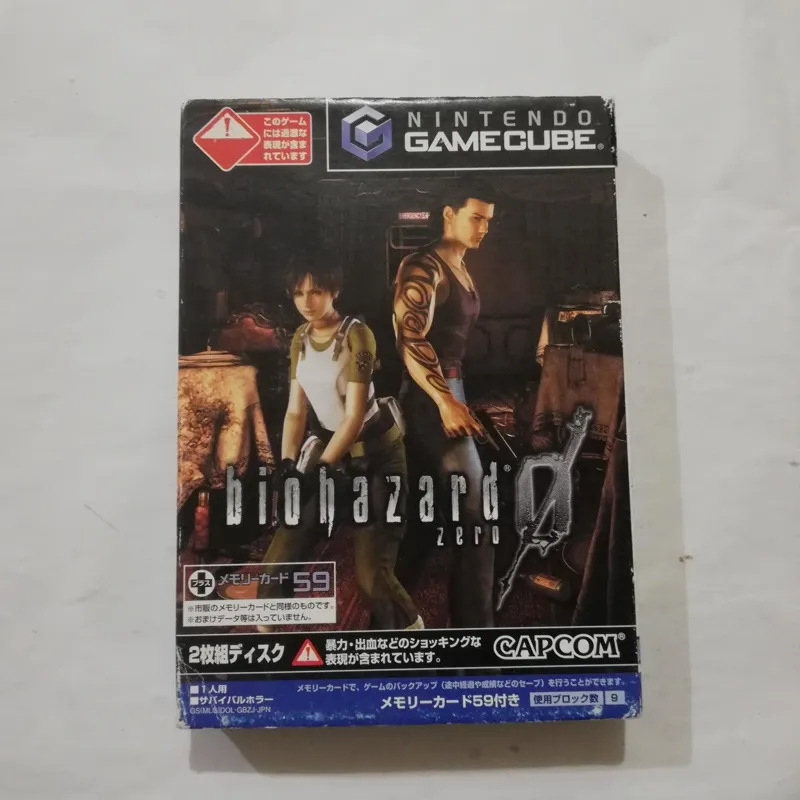 このゲーム
には過激な
表現が含ま
れています
NINTENDO
GAMECUBE®
biohazard® 0
zero
プラス メモリーカード59
※市販のメモリーカードと同様のものです。
※おまけデータ等は入っていません。
2枚組ディスク
暴力・出血などのショッキングな
表現が含まれています。
CAPCOM®
■1人用
■サバイバルホラー
GS(MLG)DOL-GBZJ-JPN
メモリーカードで、ゲームのバックアップ(途中経過や成績などのセーブ)を行うことができます。
メモリーカード59付き
使用ブロック数 9